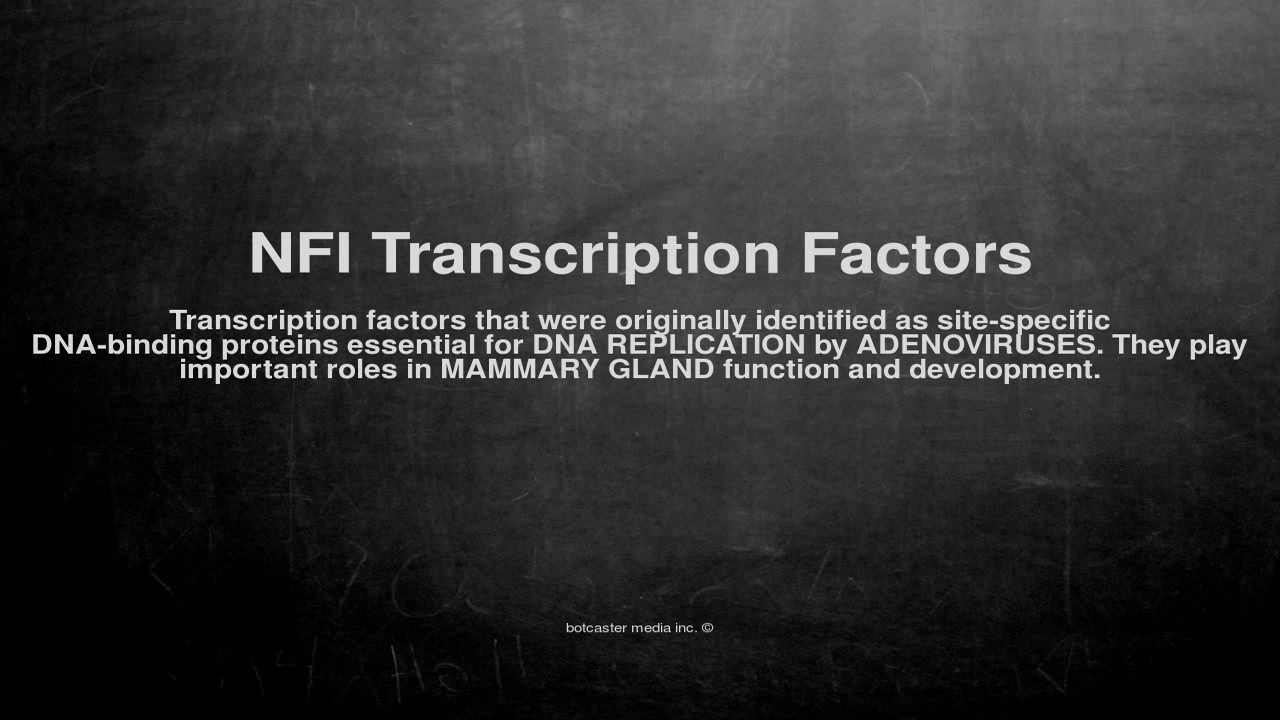 NFI Transcription Factors
Transcription factors that were originally identified as site-specific
DNA-binding proteins essential for DNA REPLICATION by ADENOVIRUSES. They play
important roles in MAMMARY GLAND function and development.
botcaster media inc. ©